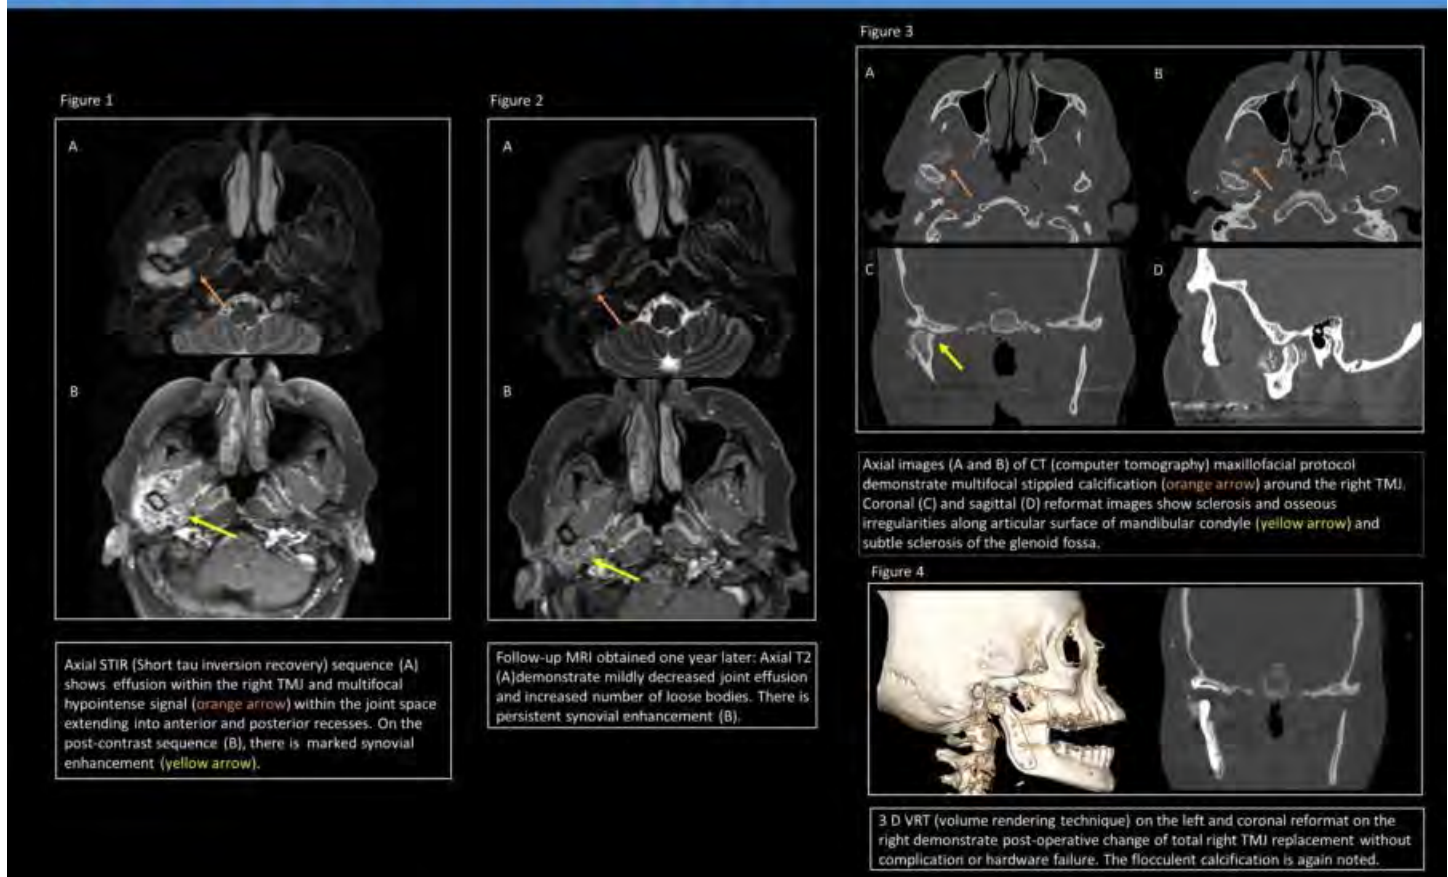 Figure 1
A
B
Axial STIR (Short tau inversion recovery) sequence (A)
shows effusion within the right TMJ and multifocal
hypointense signal (orange arrow) within the joint space
extending into anterior and posterior recesses. On the
post-contrast sequence (B), there is marked synovial
enhancement (yellow arrow).
Figure 2
A
B
Follow-up MRI obtained one year later: Axial T2
(A)demonstrate mildly decreased joint effusion
and increased number of loose bodies. There is
persistent synovial enhancement (B).
Figure 3
A
B
C
D
Axial images (A and B) of CT (computer tomography) maxillofacial protocol
demonstrate multifocal stippled calcification (orange arrow) around the right TMJ.
Coronal (C) and sagittal (D) reformat images show sclerosis and osseous
irregularities along articular surface of mandibular condyle (yellow arrow) and
subtle sclerosis of the glenoid fossa.
Figure 4
3 D VRT (volume rendering technique) on the left and coronal reformat on the
right demonstrate post-operative change of total right TMJ replacement without
complication or hardware failure. The flocculent calcification is again noted.